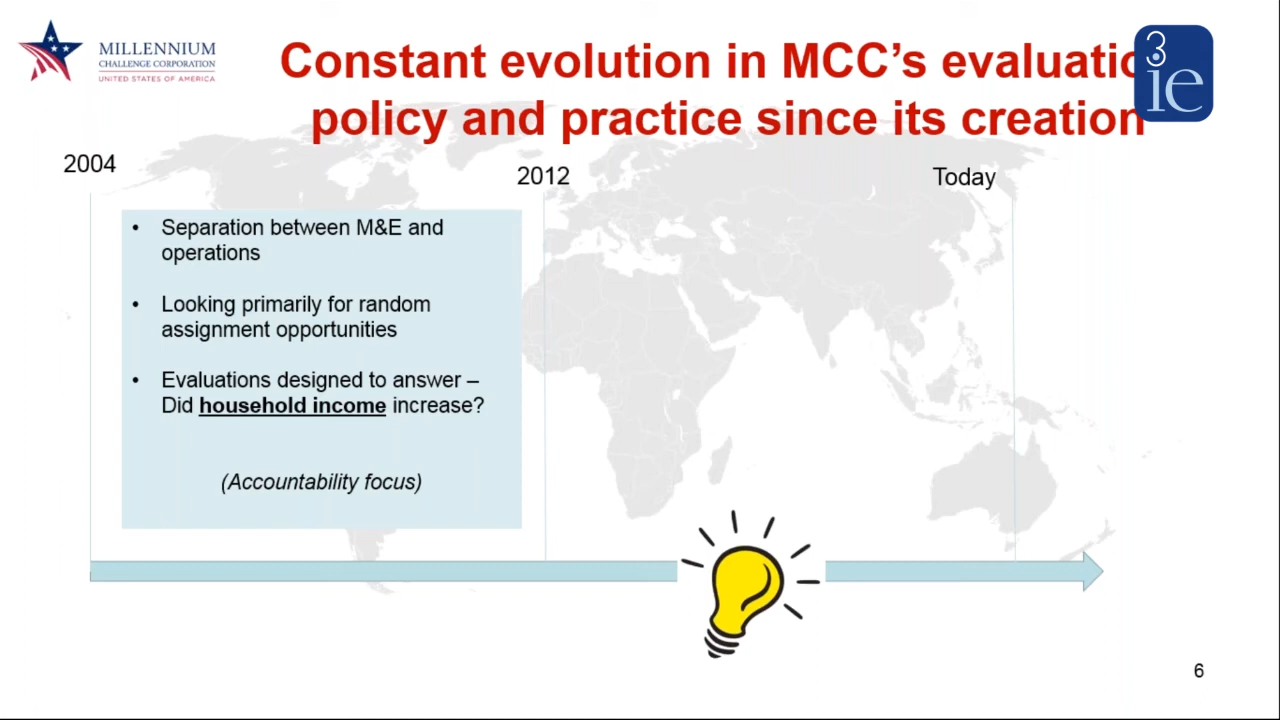 MILLENNIUM
CHALLENGE CORPORATION
UNITED STATES OF AMERICA
Constant evolution in MCC's evaluatio
policy and practice since its creation
3
ie
2004
2012
Today
• Separation between M&E and
operations
• Looking primarily for random
assignment opportunities
• Evaluations designed to answer –
Did household income increase?
(Accountability focus)
6